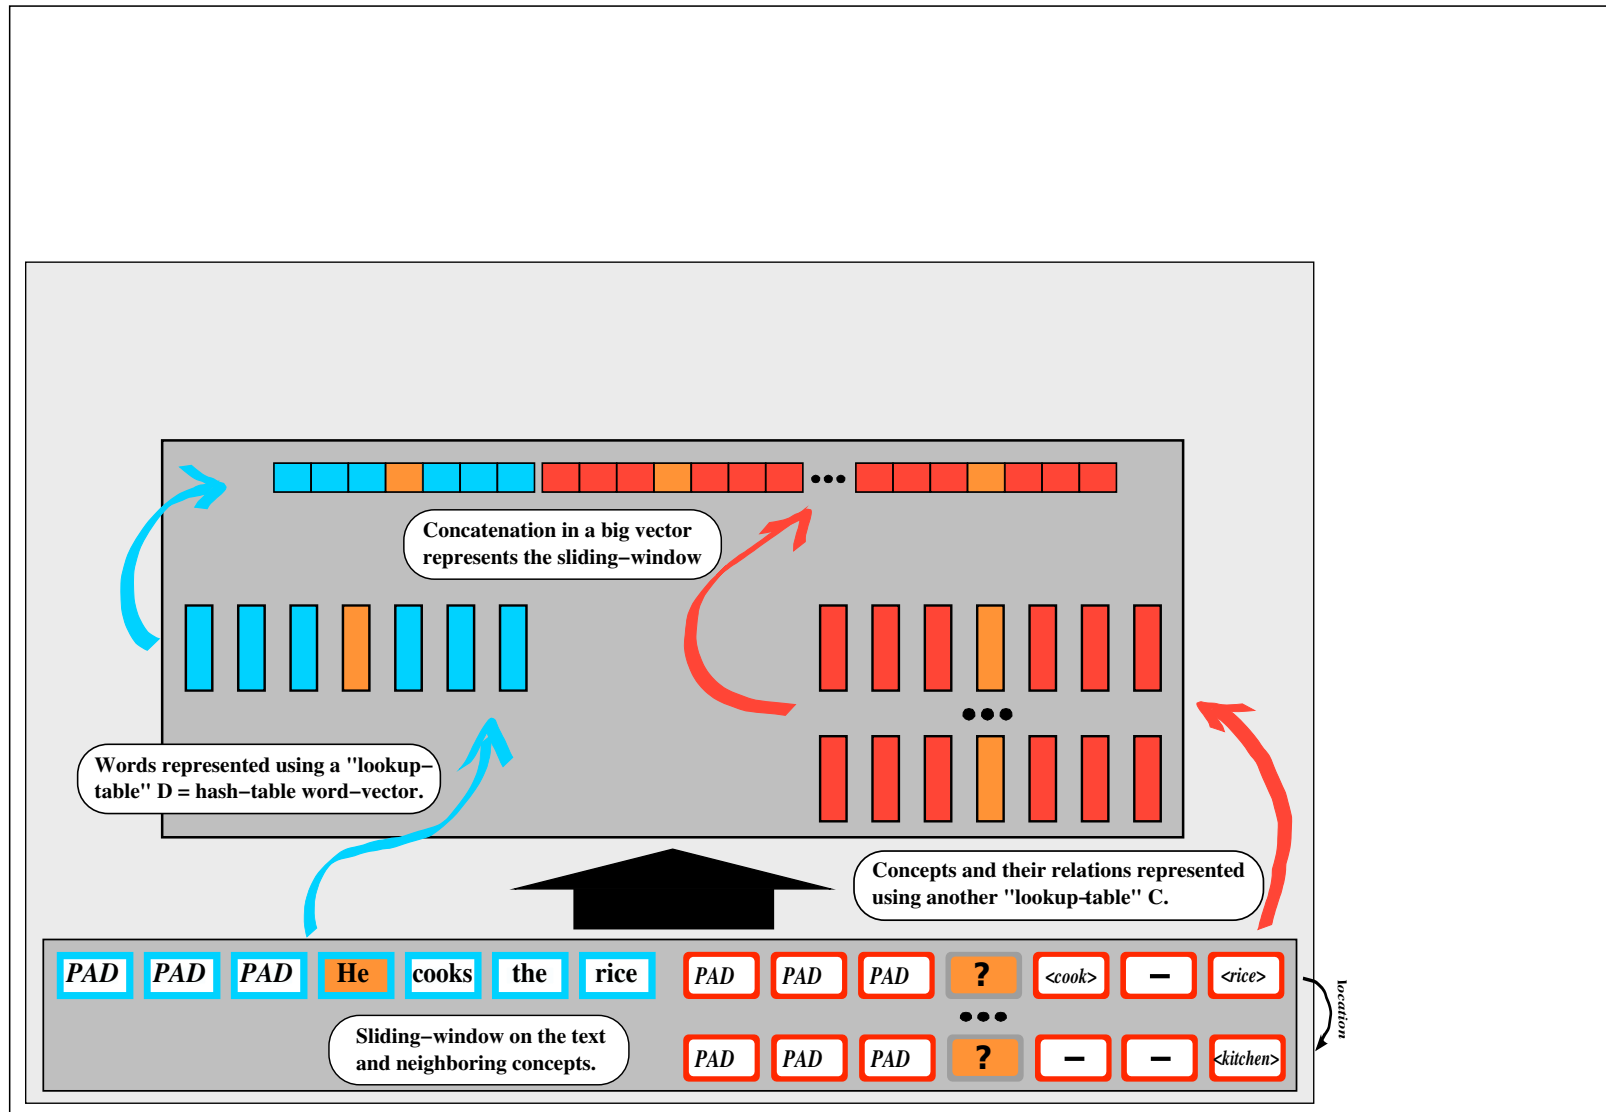 Concatenation in a big vector
represents the sliding−window
Words represented using a "lookup−
table" D = hash−table word−vector.
Concepts and their relations represented
using another "lookup-table" C.
PAD PAD PAD He cooks the rice PAD PAD PAD ? <cook> − − <rice>
location
Sliding−window on the text
and neighboring concepts.
PAD PAD PAD ? − − <kitchen>